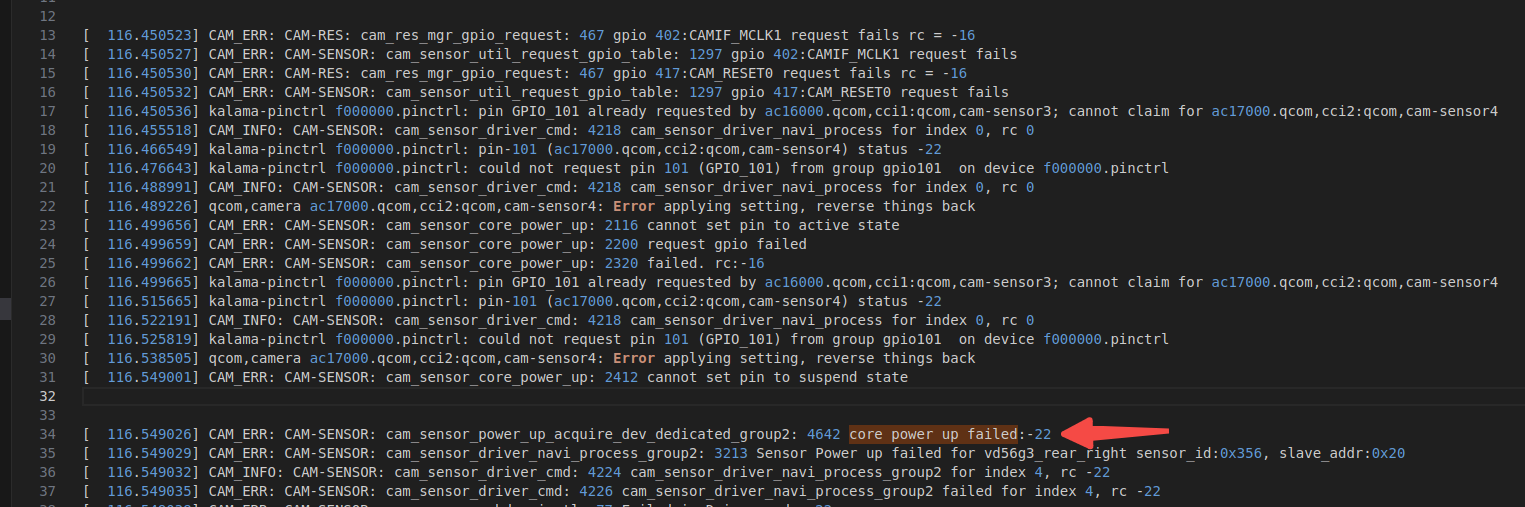 12
13 [  116.450523] CAM_ERR: CAM-RES: cam_res_mgr_gpio_request: 467 gpio 402:CAMIF_MCLK1 request fails rc = -16
14 [  116.450527] CAM_ERR: CAM-SENSOR: cam_sensor_util_request_gpio_table: 1297 gpio 402:CAMIF_MCLK1 request fails
15 [  116.450530] CAM_ERR: CAM-RES: cam_res_mgr_gpio_request: 467 gpio 417:CAM_RESET0 request fails rc = -16
16 [  116.450532] CAM_ERR: CAM-SENSOR: cam_sensor_util_request_gpio_table: 1297 gpio 417:CAM_RESET0 request fails
17 [  116.450536] kalama-pinctrl f000000.pinctrl: pin GPIO_101 already requested by ac16000.qcom,cci1:qcom,cam-sensor3; cannot claim for ac17000.qcom,cci2:qcom,cam-sensor4
18 [  116.455518] CAM_INFO: CAM-SENSOR: cam_sensor_driver_cmd: 4218 cam_sensor_driver_navi_process for index 0, rc 0
19 [  116.466549] kalama-pinctrl f000000.pinctrl: pin-101 (ac17000.qcom,cci2:qcom,cam-sensor4) status -22
20 [  116.476643] kalama-pinctrl f000000.pinctrl: could not request pin 101 (GPIO_101) from group gpio101  on device f000000.pinctrl
21 [  116.488991] CAM_INFO: CAM-SENSOR: cam_sensor_driver_cmd: 4218 cam_sensor_driver_navi_process for index 0, rc 0
22 [  116.489226] qcom,camera ac17000.qcom,cci2:qcom,cam-sensor4: Error applying setting, reverse things back
23 [  116.499656] CAM_ERR: CAM-SENSOR: cam_sensor_core_power_up: 2116 cannot set pin to active state
24 [  116.499659] CAM_ERR: CAM-SENSOR: cam_sensor_core_power_up: 2200 request gpio failed
25 [  116.499662] CAM_ERR: CAM-SENSOR: cam_sensor_core_power_up: 2320 failed. rc:-16
26 [  116.499665] kalama-pinctrl f000000.pinctrl: pin GPIO_101 already requested by ac16000.qcom,cci1:qcom,cam-sensor3; cannot claim for ac17000.qcom,cci2:qcom,cam-sensor4
27 [  116.515665] kalama-pinctrl f000000.pinctrl: pin-101 (ac17000.qcom,cci2:qcom,cam-sensor4) status -22
28 [  116.522191] CAM_INFO: CAM-SENSOR: cam_sensor_driver_cmd: 4218 cam_sensor_driver_navi_process for index 0, rc 0
29 [  116.525819] kalama-pinctrl f000000.pinctrl: could not request pin 101 (GPIO_101) from group gpio101  on device f000000.pinctrl
30 [  116.538505] qcom,camera ac17000.qcom,cci2:qcom,cam-sensor4: Error applying setting, reverse things back
31 [  116.549001] CAM_ERR: CAM-SENSOR: cam_sensor_core_power_up: 2412 cannot set pin to suspend state
32
33
34 [  116.549026] CAM_ERR: CAM-SENSOR: cam_sensor_power_up_acquire_dev_dedicated_group2: 4642 core power up failed:-22
35 [  116.549029] CAM_ERR: CAM-SENSOR: cam_sensor_driver_navi_process_group2: 3213 Sensor Power up failed for vd56g3_rear_right sensor_id:0x356, slave_addr:0x20
36 [  116.549032] CAM_INFO: CAM-SENSOR: cam_sensor_driver_cmd: 4224 cam_sensor_driver_navi_process_group2 for index 4, rc -22
37 [  116.549035] CAM_ERR: CAM-SENSOR: cam_sensor_driver_cmd: 4226 cam_sensor_driver_navi_process_group2 failed for index 4, rc -22